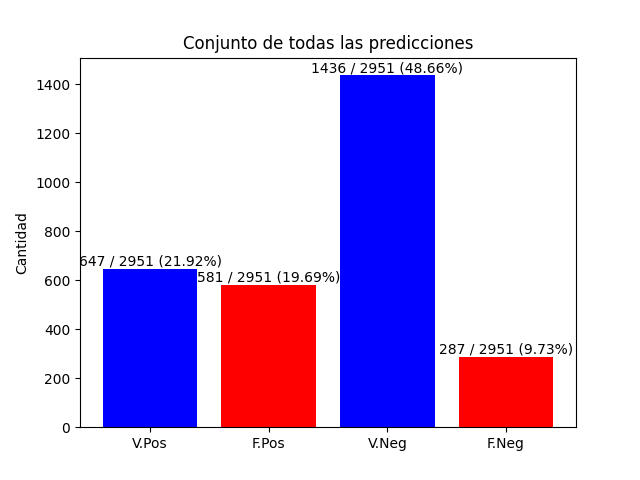 Conjunto de todas las predicciones
1436 / 2951 (48.66%)
647 / 2951 (21.92%)
581 / 2951 (19.69%)
287 / 2951 (9.73%)
Cantidad
1400
1200
1000
800
600
400
200
0
V.Pos
F.Pos
V.Neg
F.Neg